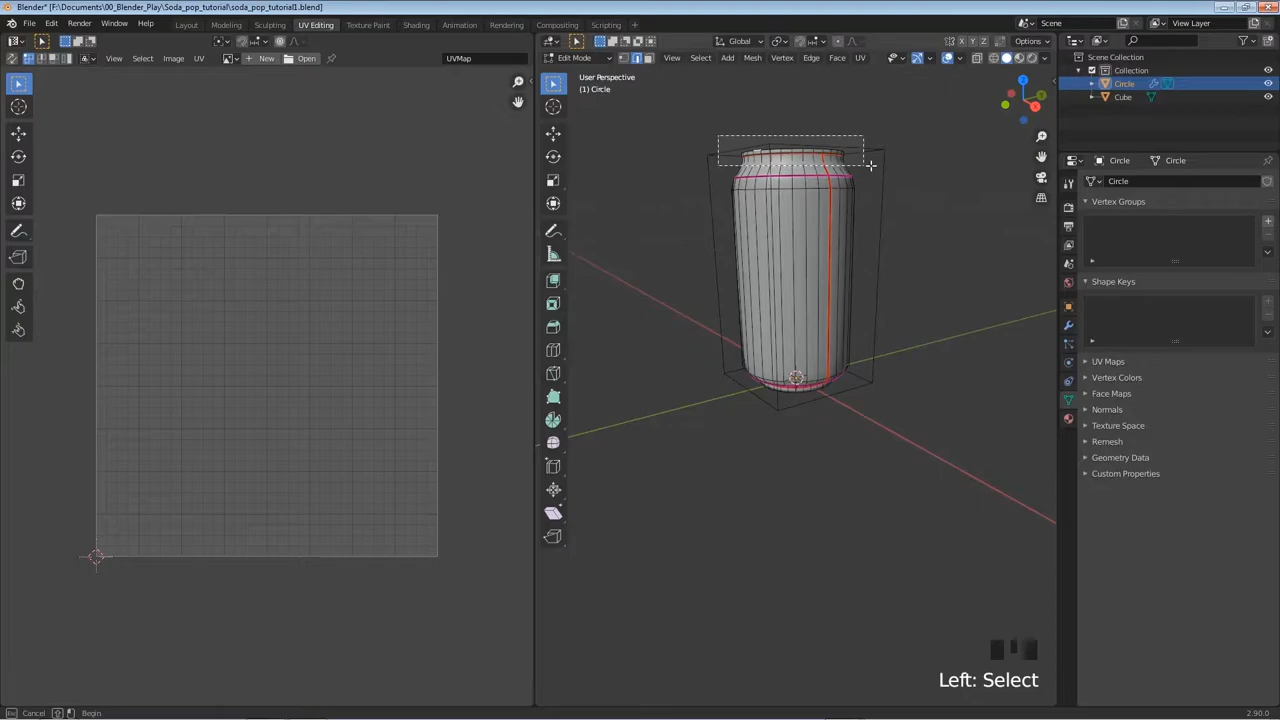 Blender* [F:\Documents\00_Blender_Play\Soda_pop_tutorial\soda_pop_tutorial1.blend]
File Edit Render Window Help Layout Modeling Sculpting UV Editing Texture Paint Shading Animation Rendering Compositing Scripting + Scene View Layer
Global Options
View Select Image UV New Open UVMap Edit Mode View Select Add Mesh Vertex Edge Face UV
Scene Collection
Collection
Circle
Cube
User Perspective
(1) Circle
Circle Circle
Circle
Vertex Groups
Shape Keys
UV Maps
Vertex Colors
Face Maps
Normals
Texture Space
Remesh
Geometry Data
Custom Properties
Left: Select
Cancel Begin 2.90.0
X Y Z